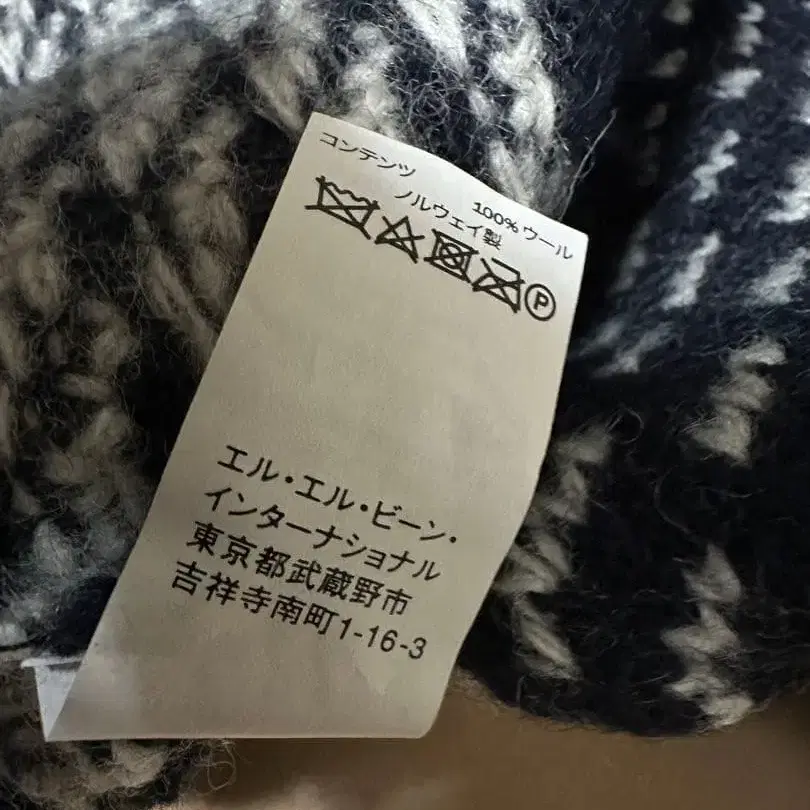 コンテンツ
100% ウール
ノルウェイ製
P
エル・エル・ビーン・
インターナショナル
東京都武蔵野市
吉祥寺南町1-16-3